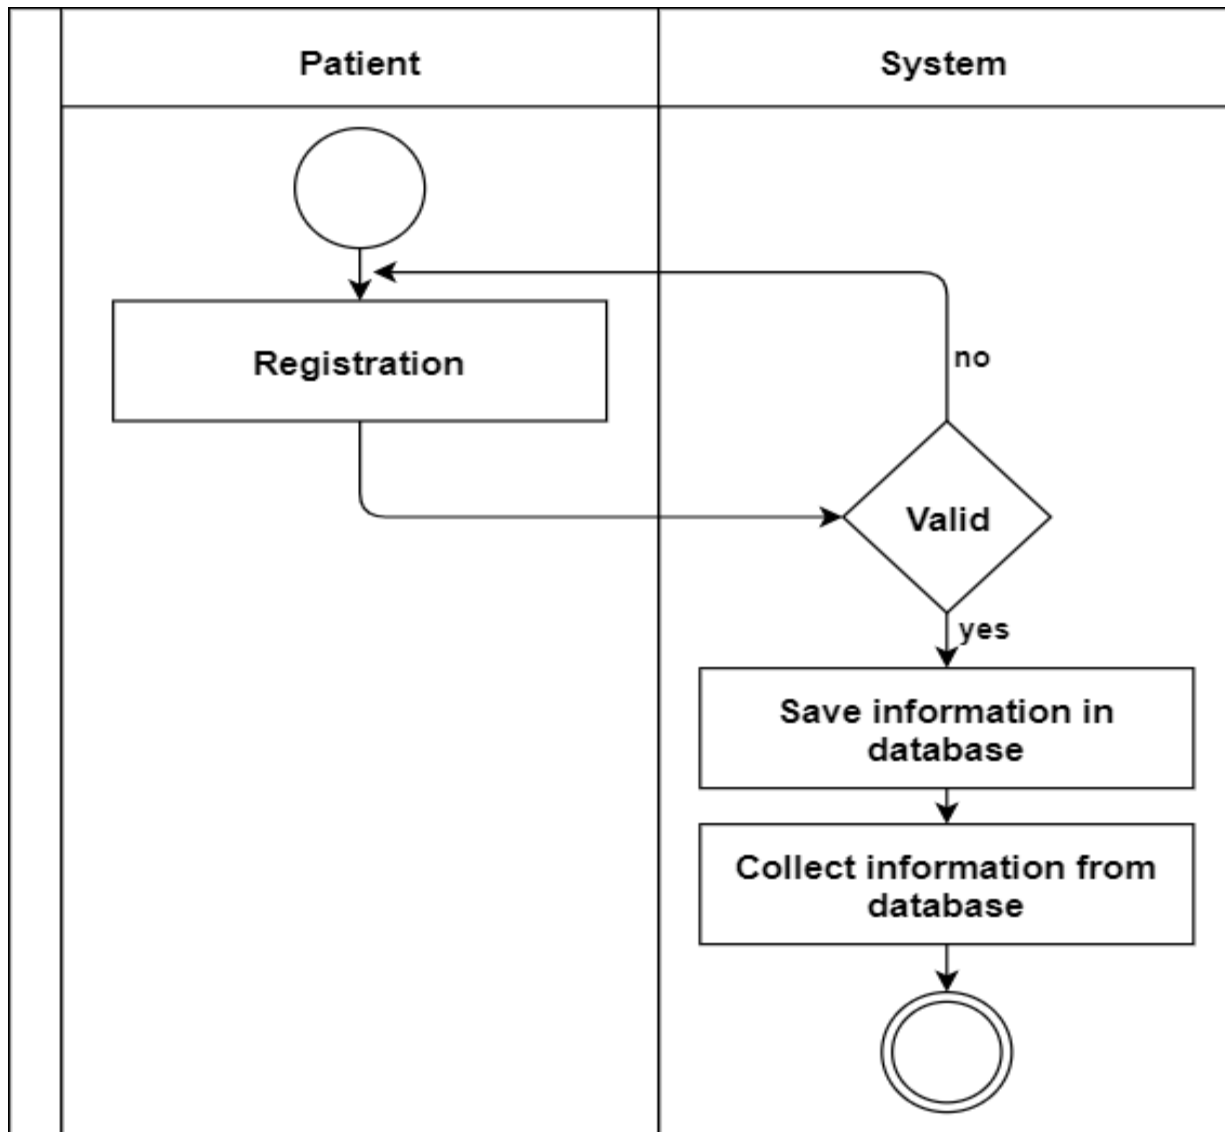 Patient
System
Registration
no
Valid
yes
Save information in
database
Collect information from
database